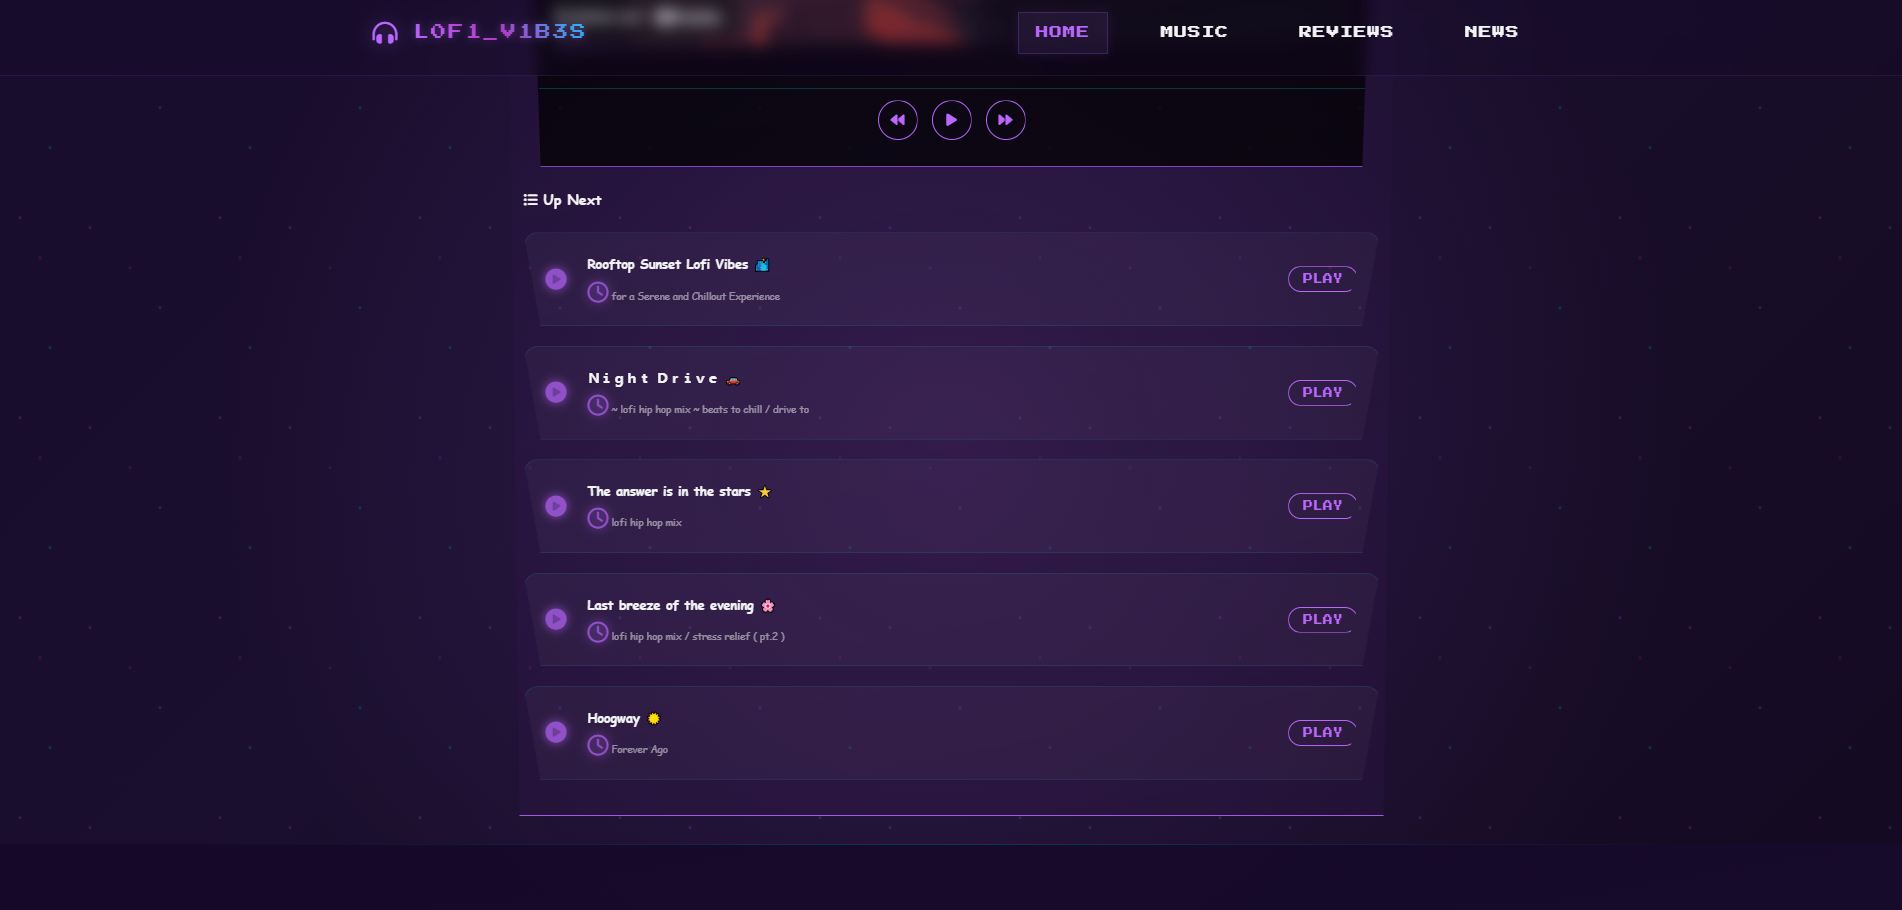 LOFI_V1B3S
HOME
MUSIC
REVIEWS
NEWS
Up Next
Rooftop Sunset Lofi Vibes
for a Serene and Chillout Experience
PLAY
N i g h t D r i v e
~ lofi hip hop mix ~ beats to chill / drive to
PLAY
The answer is in the stars
lofi hip hop mix
PLAY
Last breeze of the evening
lofi hip hop mix / stress relief ( pt.2 )
PLAY
Hoogway
Forever Ago
PLAY